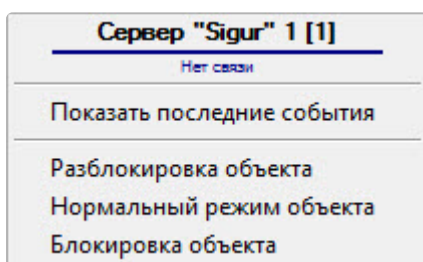 Сервер "Sigur" 1 [1]
Нет связи
Показать последние события
Разблокировка объекта
Нормальный режим объекта
Блокировка объекта